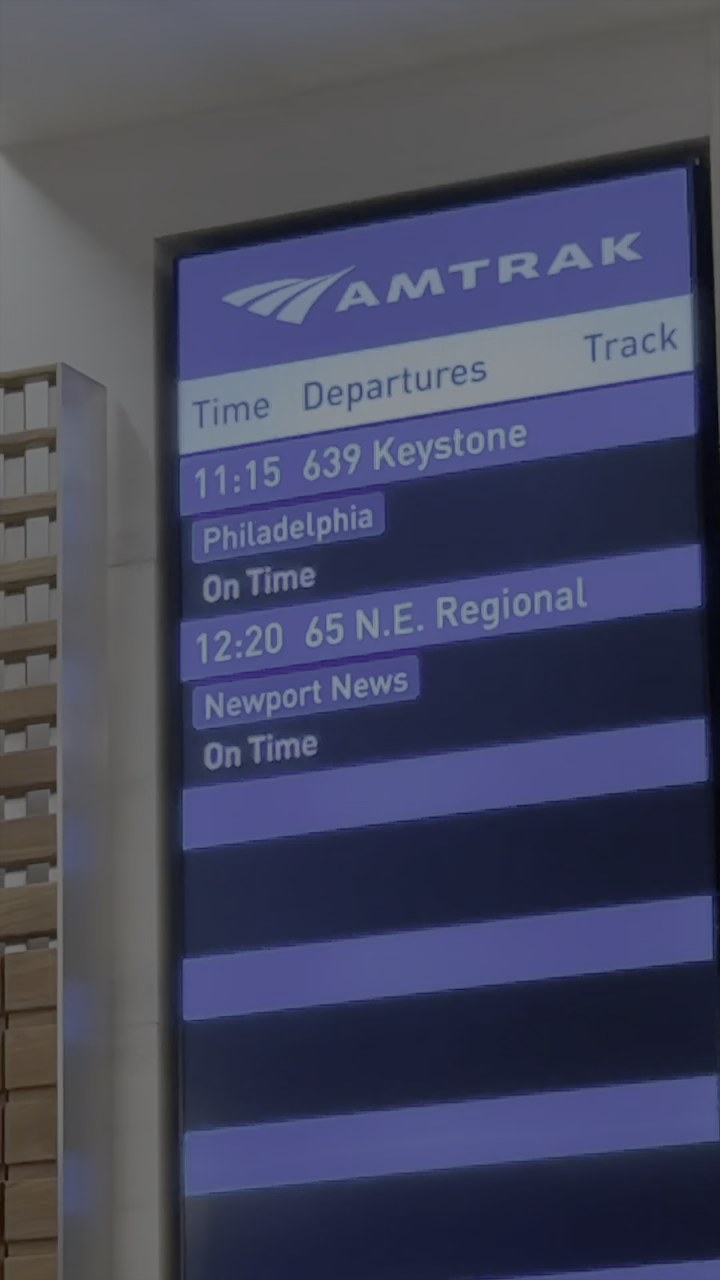 AMTRAK
Time Departures Track
11:15 639 Keystone
Philadelphia
On Time
12:20 65 N.E. Regional
Newport News
On Time